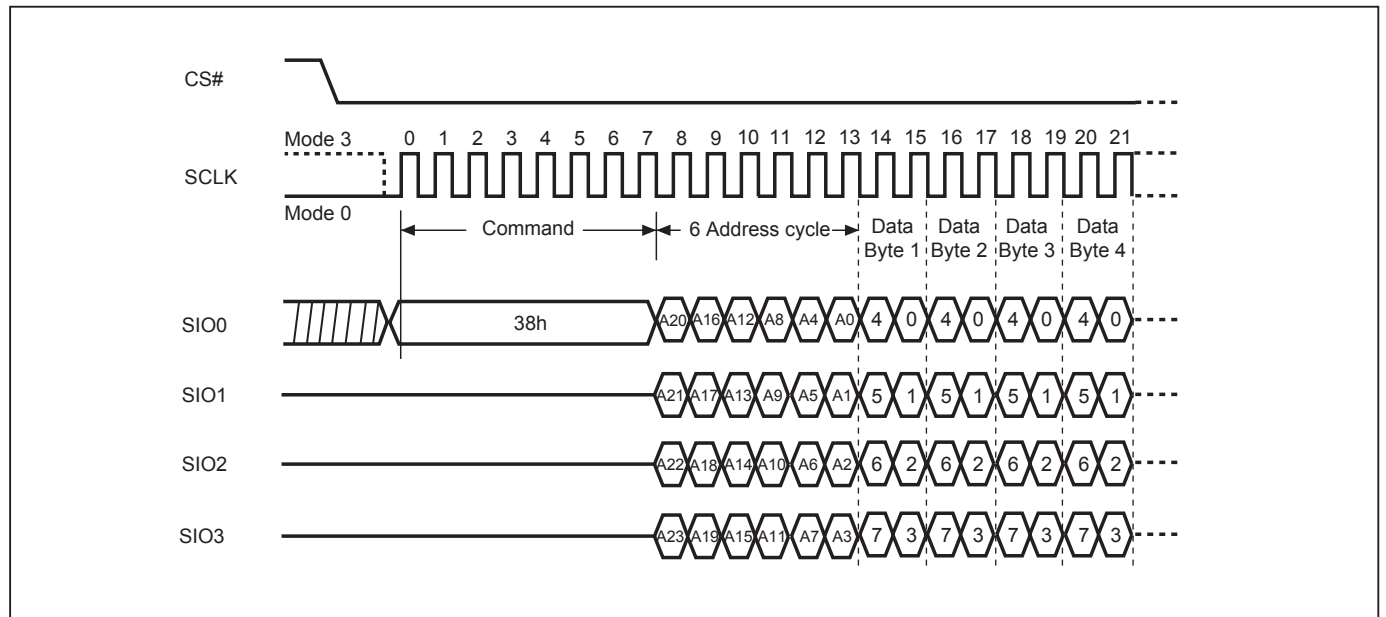 CS#
Mode 3
0 1 2 3 4 5 6 7 8 9 10 11 12 13 14 15 16 17 18 19 20 21
SCLK
Mode 0
Command
6 Address cycle
Data Byte 1
Data Byte 2
Data Byte 3
Data Byte 4
SIO0
38h
A20 A16 A12 A8 A4 A0 4 0 4 0 4 0 4 0
SIO1
A21 A17 A13 A9 A5 A1 5 1 5 1 5 1 5 1
SIO2
A22 A18 A14 A10 A6 A2 6 2 6 2 6 2 6 2
SIO3
A23 A19 A15 A11 A7 A3 7 3 7 3 7 3 7 3